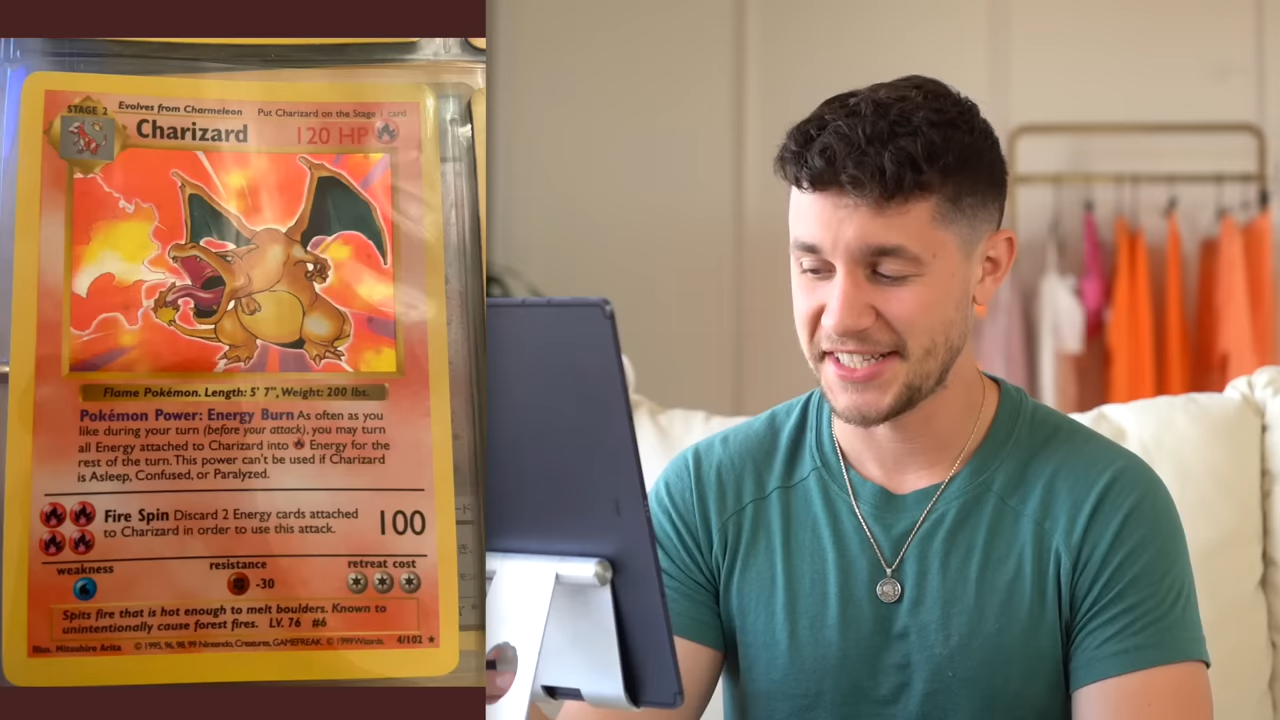 STAGE 2
Evolves from Charmeleon
Put Charizard on the Stage 1 card
Charizard
120 HP
Flame Pokémon. Length: 5' 7", Weight: 200 lbs.
Pokémon Power: Energy Burn As often as you
like during your turn (before your attack), you may turn
all Energy attached to Charizard into Energy for the
rest of the turn. This power can't be used if Charizard
is Asleep, Confused, or Paralyzed.
Fire Spin Discard 2 Energy cards attached
to Charizard in order to use this attack.
100
weakness
resistance
retreat cost
-30
Spits fire that is hot enough to melt boulders. Known to
unintentionally cause forest fires. LV. 76 #6
Illus. Mitsuhiro Arita © 1995, 96, 98, 99 Nintendo, Creatures, GAMEFREAK. © 1999 Wizards. 4/102 ★